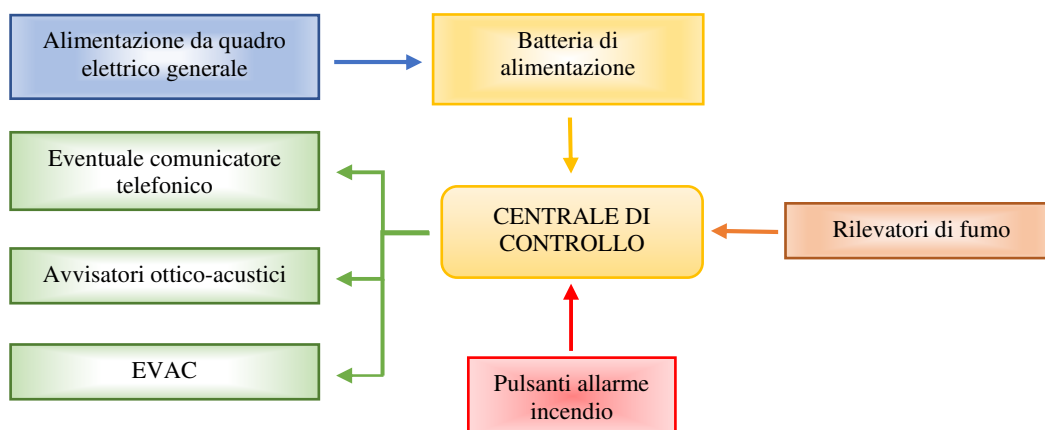 Alimentazione da quadro
elettrico generale
Batteria di
alimentazione
Eventuale comunicatore
telefonico
CENTRALE DI
CONTROLLO
Rilevatori di fumo
Avvisatori ottico-acustici
EVAC
Pulsanti allarme
incendio